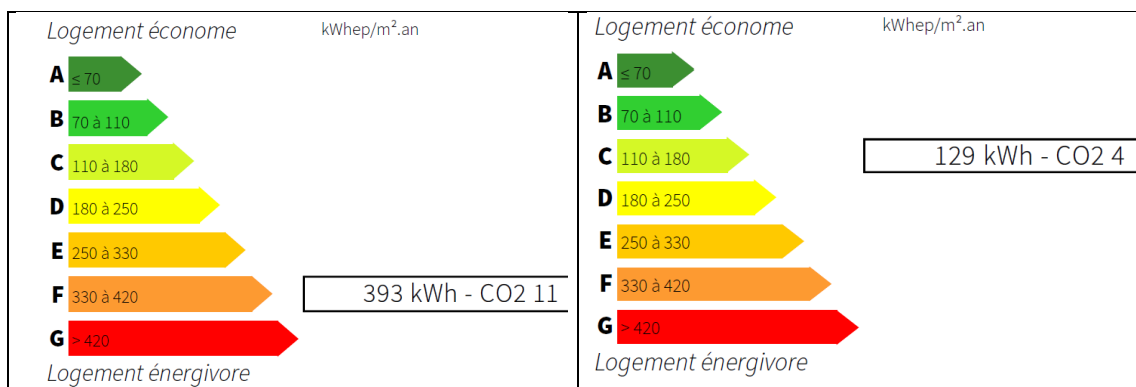 Logement économe kWhep/m².an
A ≤ 70
B 70 à 110
C 110 à 180
D 180 à 250
E 250 à 330
F 330 à 420 393 kWh - CO2 11
G > 420
Logement énergivore
Logement économe kWhep/m².an
A ≤ 70
B 70 à 110
C 110 à 180 129 kWh - CO2 4
D 180 à 250
E 250 à 330
F 330 à 420
G > 420
Logement énergivore